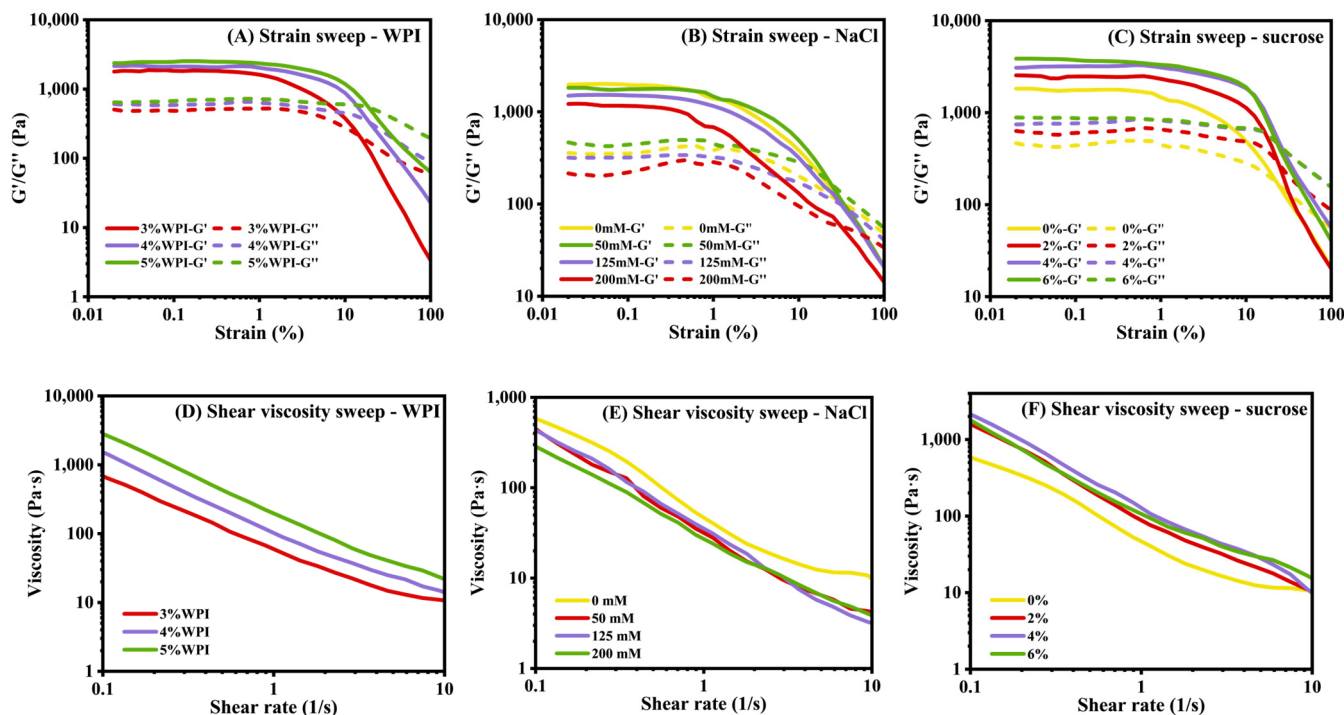 (A) Strain sweep - WPI
10,000
1,000
100
10
1
G'/G'' (Pa)
3%WPI-G' 3%WPI-G''
4%WPI-G' 4%WPI-G''
5%WPI-G' 5%WPI-G''
0.01 0.1 1 10 100
Strain (%)
(B) Strain sweep - NaCl
10,000
1,000
100
10
G'/G'' (Pa)
0mM-G' 0mM-G''
50mM-G' 50mM-G''
125mM-G' 125mM-G''
200mM-G' 200mM-G''
0.01 0.1 1 10 100
Strain (%)
(C) Strain sweep - sucrose
10,000
1,000
100
10
G'/G'' (Pa)
0%-G' 0%-G''
2%-G' 2%-G''
4%-G' 4%-G''
6%-G' 6%-G''
0.01 0.1 1 10 100
Strain (%)
(D) Shear viscosity sweep - WPI
10,000
1,000
100
10
1
Viscosity (Pa·s)
3%WPI
4%WPI
5%WPI
0.1 1 10
Shear rate (1/s)
(E) Shear viscosity sweep - NaCl
1,000
100
10
1
Viscosity (Pa·s)
0 mM
50 mM
125 mM
200 mM
0.1 1 10
Shear rate (1/s)
(F) Shear viscosity sweep - sucrose
1,000
100
10
1
Viscosity (Pa·s)
0%
2%
4%
6%
0.1 1 10
Shear rate (1/s)